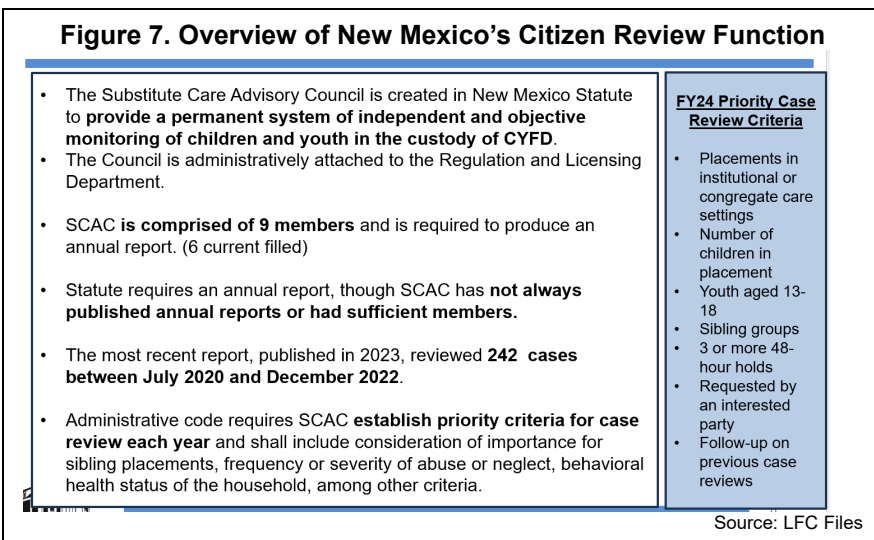 Figure 7. Overview of New Mexico's Citizen Review Function
• The Substitute Care Advisory Council is created in New Mexico Statute
to provide a permanent system of independent and objective
monitoring of children and youth in the custody of CYFD.
• The Council is administratively attached to the Regulation and Licensing
Department.
• SCAC is comprised of 9 members and is required to produce an
annual report. (6 current filled)
• Statute requires an annual report, though SCAC has not always
published annual reports or had sufficient members.
• The most recent report, published in 2023, reviewed 242 cases
between July 2020 and December 2022.
• Administrative code requires SCAC establish priority criteria for case
review each year and shall include consideration of importance for
sibling placements, frequency or severity of abuse or neglect, behavioral
health status of the household, among other criteria.
FY24 Priority Case
Review Criteria
• Placements in
institutional or
congregate care
settings
• Number of
children in
placement
• Youth aged 13-
18
• Sibling groups
• 3 or more 48-
hour holds
• Requested by
an interested
party
• Follow-up on
previous case
reviews
Source: LFC Files